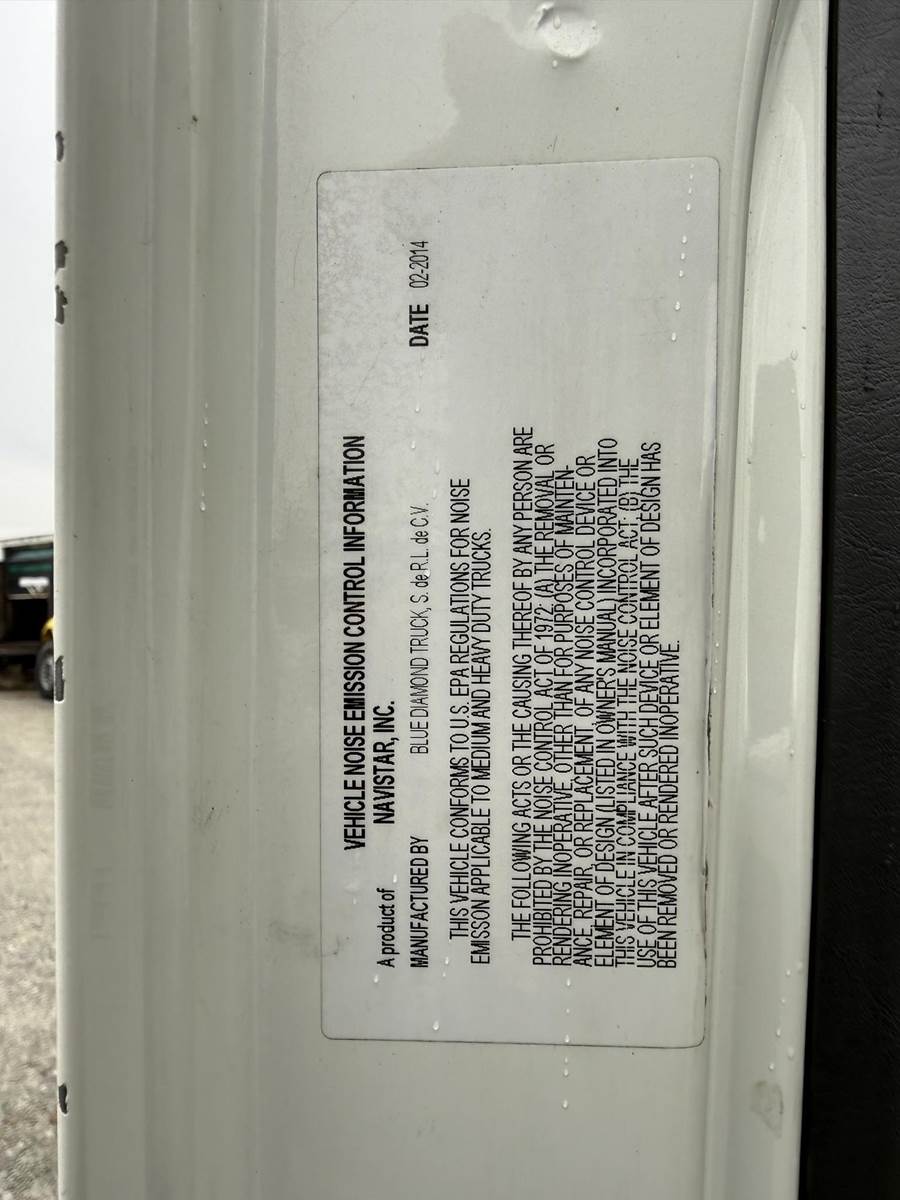 VEHICLE NOISE EMISSION CONTROL INFORMATION
A product of NAVISTAR, INC.
MANUFACTURED BY BLUE DIAMOND TRUCK, S. de R.L. de C.V. DATE 02-2014
THIS VEHICLE CONFORMS TO U.S. EPA REGULATIONS FOR NOISE
EMISSON APPLICABLE TO MEDIUM AND HEAVY DUTY TRUCKS.
THE FOLLOWING ACTS OR THE CAUSING THEREOF BY ANY PERSON ARE
PROHIBITED BY THE NOISE CONTROL ACT OF 1972: (A) THE REMOVAL OR
RENDERING INOPERATIVE, OTHER THAN FOR PURPOSES OF MAINTEN-
ANCE, REPAIR, OR REPLACEMENT, OF ANY NOISE CONTROL DEVICE OR
ELEMENT OF DESIGN (LISTED IN OWNER'S MANUAL) INCORPORATED INTO
THIS VEHICLE IN COMPLIANCE WITH THE NOISE CONTROL ACT; (B) THE
USE OF THIS VEHICLE AFTER SUCH DEVICE OR ELEMENT OF DESIGN HAS
BEEN REMOVED OR RENDERED INOPERATIVE.